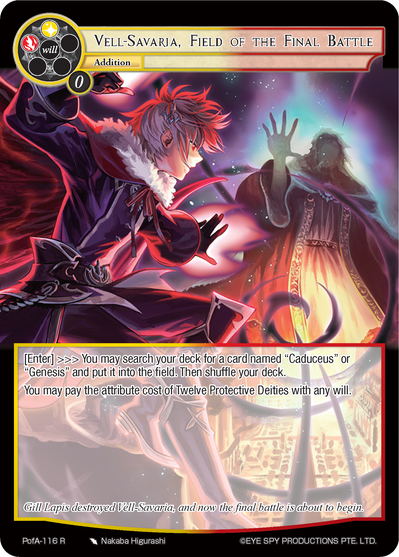 Vell-Savaria, Field of the Final Battle
will
Addition
0
[Enter] >>> You may search your deck for a card named “Caduceus” or
“Genesis” and put it into the field. Then shuffle your deck.
You may pay the attribute cost of Twelve Protective Deities with any will.
Gill Lapis destroyed Vell-Savaria, and now the final battle is about to begin.
PofA-116 R Nakaba Higurashi ©EYE SPY PRODUCTIONS PTE. LTD.